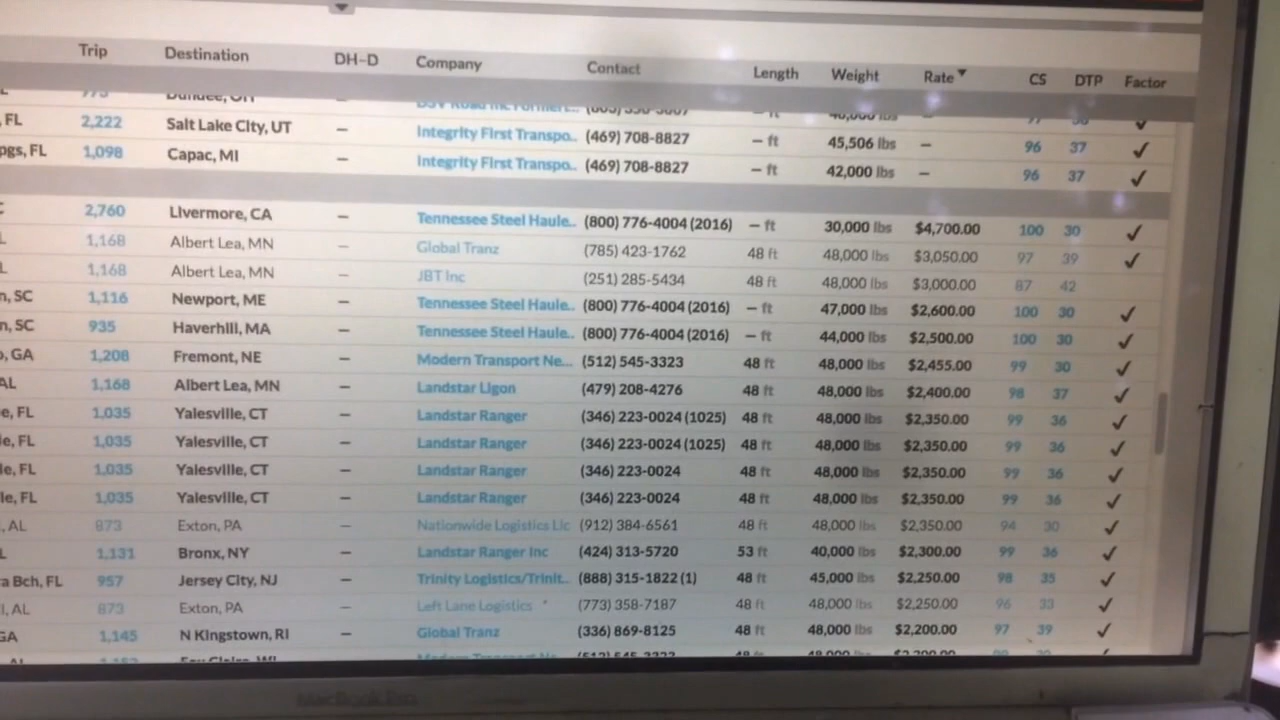 Trip Destination DH-D Company Contact Length Weight Rate CS DTP Factor
Dundee, OH
, FL 2,222 Salt Lake City, UT — Integrity First Transpo.. (469) 708-8827 — ft 45,506 lbs — 96 37 ✓
pgs, FL 1,098 Capac, MI — Integrity First Transpo.. (469) 708-8827 — ft 42,000 lbs — 96 37 ✓
2,760 Livermore, CA — Tennessee Steel Haule.. (800) 776-4004 (2016) — ft 30,000 lbs $4,700.00 100 30 ✓
L 1,168 Albert Lea, MN — Global Tranz (785) 423-1762 48 ft 48,000 lbs $3,050.00 97 39 ✓
L 1,168 Albert Lea, MN — JBT Inc (251) 285-5434 48 ft 48,000 lbs $3,000.00 87 42
n, SC 1,116 Newport, ME — Tennessee Steel Haule.. (800) 776-4004 (2016) — ft 47,000 lbs $2,600.00 100 30 ✓
n, SC 935 Haverhill, MA — Tennessee Steel Haule.. (800) 776-4004 (2016) — ft 44,000 lbs $2,500.00 100 30 ✓
o, GA 1,208 Fremont, NE — Modern Transport Ne... (512) 545-3323 48 ft 48,000 lbs $2,455.00 99 30 ✓
AL 1,168 Albert Lea, MN — Landstar Ligon (479) 208-4276 48 ft 48,000 lbs $2,400.00 98 37 ✓
e, FL 1,035 Yalesville, CT — Landstar Ranger (346) 223-0024 (1025) 48 ft 48,000 lbs $2,350.00 99 36 ✓
le, FL 1,035 Yalesville, CT — Landstar Ranger (346) 223-0024 (1025) 48 ft 48,000 lbs $2,350.00 99 36 ✓
le, FL 1,035 Yalesville, CT — Landstar Ranger (346) 223-0024 48 ft 48,000 lbs $2,350.00 99 36 ✓
le, FL 1,035 Yalesville, CT — Landstar Ranger (346) 223-0024 48 ft 48,000 lbs $2,350.00 99 36 ✓
, AL 873 Exton, PA — Nationwide Logistics Llc (912) 384-6561 48 ft 48,000 lbs $2,350.00 94 30 ✓
L 1,131 Bronx, NY — Landstar Ranger Inc (424) 313-5720 53 ft 40,000 lbs $2,300.00 99 36 ✓
a Bch, FL 957 Jersey City, NJ — Trinity Logistics/Trinit.. (888) 315-1822 (1) 48 ft 45,000 lbs $2,250.00 98 35 ✓
l, AL 873 Exton, PA — Left Lane Logistics (773) 358-7187 48 ft 48,000 lbs $2,250.00 96 33 ✓
GA 1,145 N Kingstown, RI — Global Tranz (336) 869-8125 48 ft 48,000 lbs $2,200.00 97 39 ✓
MacBook Pro